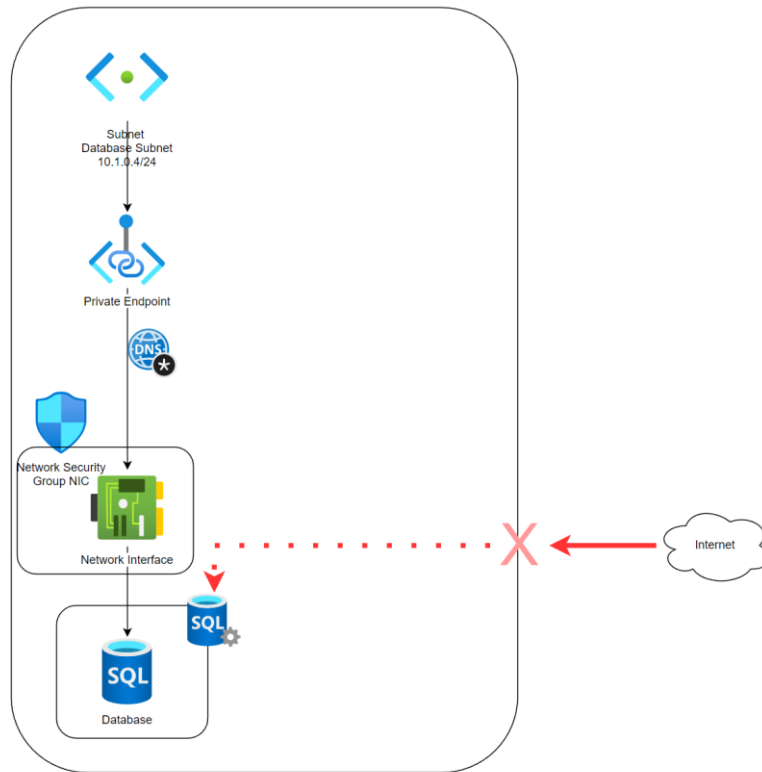 Subnet
Database Subnet
10.1.0.4/24
Private Endpoint
DNS
*
Network Security
Group NIC
Network Interface
X
Internet
SQL
SQL
Database